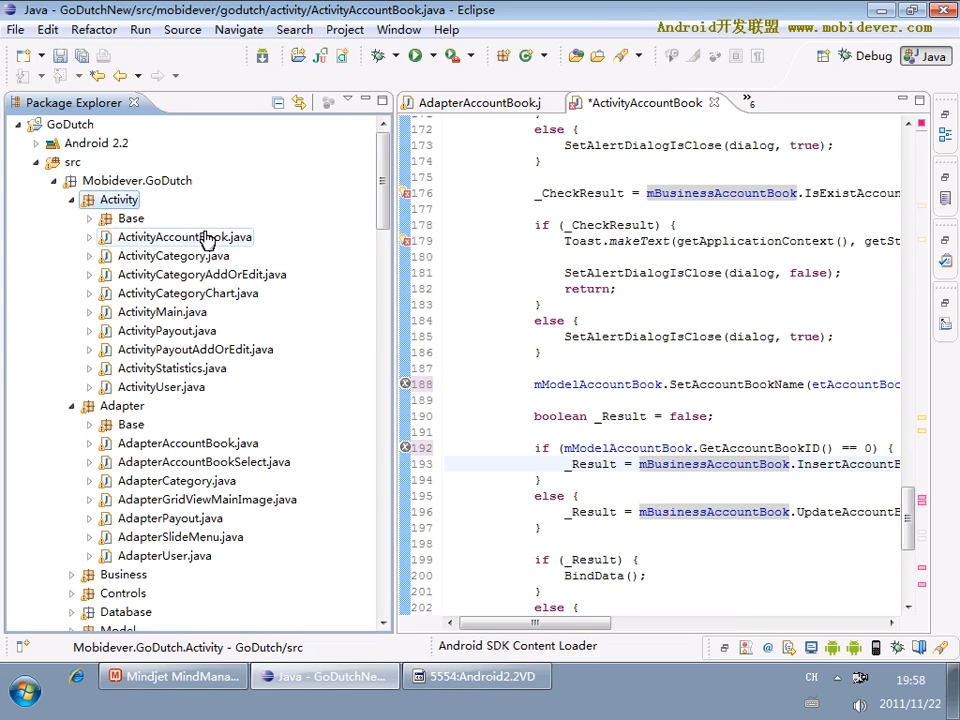 Java - GoDutchNew/src/mobidever/godutch/activity/ActivityAccountBook.java - Eclipse
Android开发联盟 www.mobidever.com
File Edit Refactor Run Source Navigate Search Project Window Help
Debug Java
Package Explorer
AdapterAccountBook.j
*ActivityAccountBook
»6
GoDutch
Android 2.2
src
Mobidever.GoDutch
Activity
Base
ActivityAccountBook.java
ActivityCategory.java
ActivityCategoryAddOrEdit.java
ActivityCategoryChart.java
ActivityMain.java
ActivityPayout.java
ActivityPayoutAddOrEdit.java
ActivityStatistics.java
ActivityUser.java
Adapter
Base
AdapterAccountBook.java
AdapterAccountBookSelect.java
AdapterCategory.java
AdapterGridViewMainImage.java
AdapterPayout.java
AdapterSlideMenu.java
AdapterUser.java
Business
Controls
Database
Model
171
172 else {
173 SetAlertDialogIsClose(dialog, true);
174 }
175
176 _CheckResult = mBusinessAccountBook.IsExistAccoun
177
178 if (_CheckResult) {
179 Toast.makeText(getApplicationContext(), getSt
180
181 SetAlertDialogIsClose(dialog, false);
182 return;
183 }
184 else {
185 SetAlertDialogIsClose(dialog, true);
186 }
187
188 mModelAccountBook.SetAccountBookName(etAccountBoo
189
190 boolean _Result = false;
191
192 if (mModelAccountBook.GetAccountBookID() == 0) {
193 _Result = mBusinessAccountBook.InsertAccountB
194 }
195 else {
196 _Result = mBusinessAccountBook.UpdateAccountB
197 }
198
199 if (_Result) {
200 BindData();
201 }
202 else {
Mobidever.GoDutch.Activity - GoDutch/src
Android SDK Content Loader
Mindjet MindMana...
Java - GoDutchNe...
5554:Android2.2VD
CH
19:58
2011/11/22